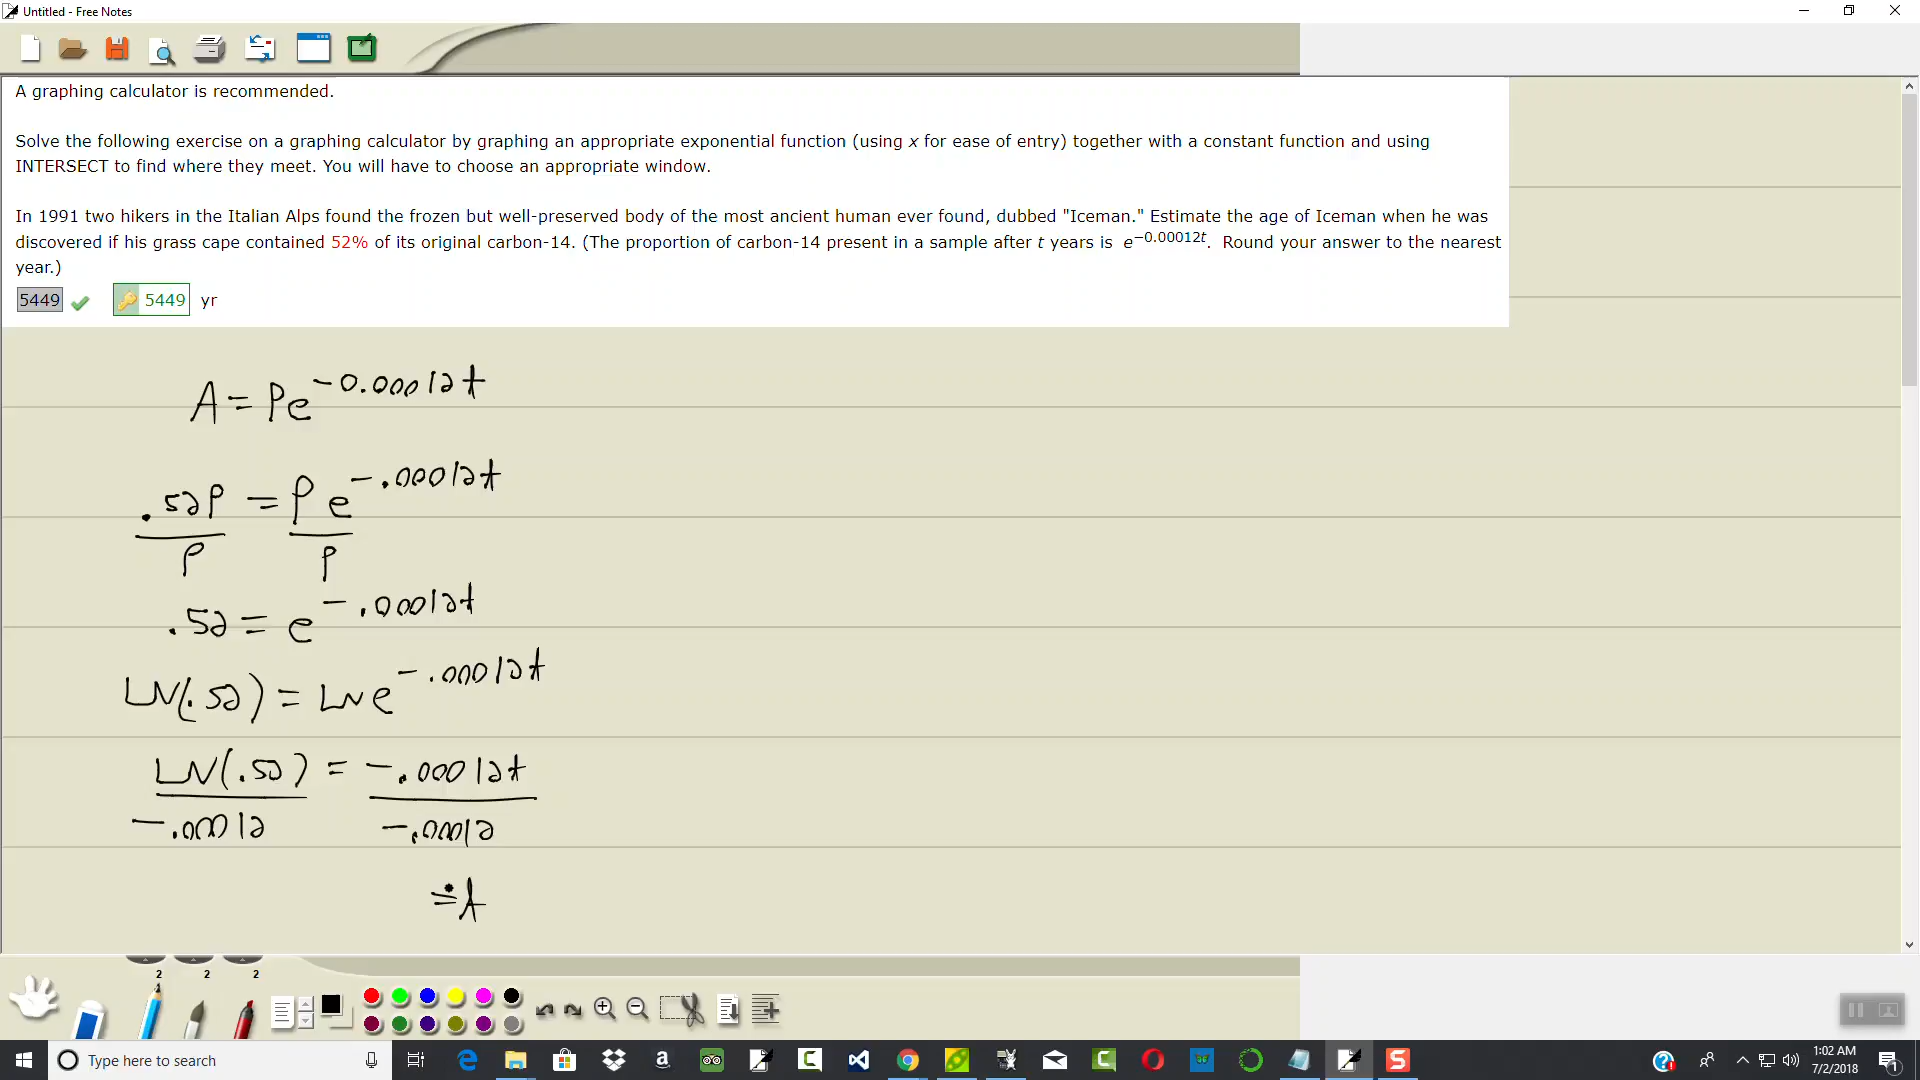 Untitled - Free Notes
A graphing calculator is recommended.
Solve the following exercise on a graphing calculator by graphing an appropriate exponential function (using x for ease of entry) together with a constant function and using
INTERSECT to find where they meet. You will have to choose an appropriate window.
In 1991 two hikers in the Italian Alps found the frozen but well-preserved body of the most ancient human ever found, dubbed "Iceman." Estimate the age of Iceman when he was
discovered if his grass cape contained 52% of its original carbon-14. (The proportion of carbon-14 present in a sample after t years is e^−0.00012t. Round your answer to the nearest
year.)
5449 5449 yr
A = Pe^-0.00012t
.52P = Pe^-.00012t
P P
.52 = e^-.00012t
LN(.52) = LNe^-.00012t
LN(.52) = -.00012t
-.00012 -.00012
= t
2 2 2
Type here to search
1:02 AM
7/2/2018